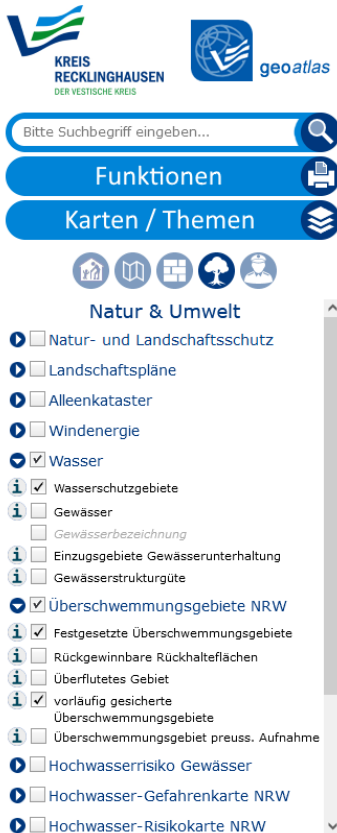 KREIS
RECKLINGHAUSEN
DER VESTISCHE KREIS
geoatlas
Bitte Suchbegriff eingeben...
Funktionen
Karten / Themen
Natur & Umwelt
Natur- und Landschaftsschutz
Landschaftspläne
Alleenkataster
Windenergie
Wasser
Wasserschutzgebiete
Gewässer
Gewässerbezeichnung
Einzugsgebiete Gewässerunterhaltung
Gewässerstrukturgüte
Überschwemmungsgebiete NRW
Festgesetzte Überschwemmungsgebiete
Rückgewinnbare Rückhalteflächen
Überflutetes Gebiet
vorläufig gesicherte
Überschwemmungsgebiete
Überschwemmungsgebiet preuss. Aufnahme
Hochwasserrisiko Gewässer
Hochwasser-Gefahrenkarte NRW
Hochwasser-Risikokarte NRW